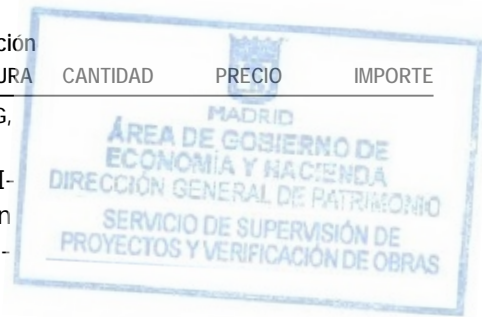 ción
URA CANTIDAD PRECIO IMPORTE
G,
I-
n
-
MADRID
ÁREA DE GOBIERNO DE
ECONOMÍA Y HACIENDA
DIRECCIÓN GENERAL DE PATRIMONIO
SERVICIO DE SUPERVISIÓN DE
PROYECTOS Y VERIFICACIÓN DE OBRAS